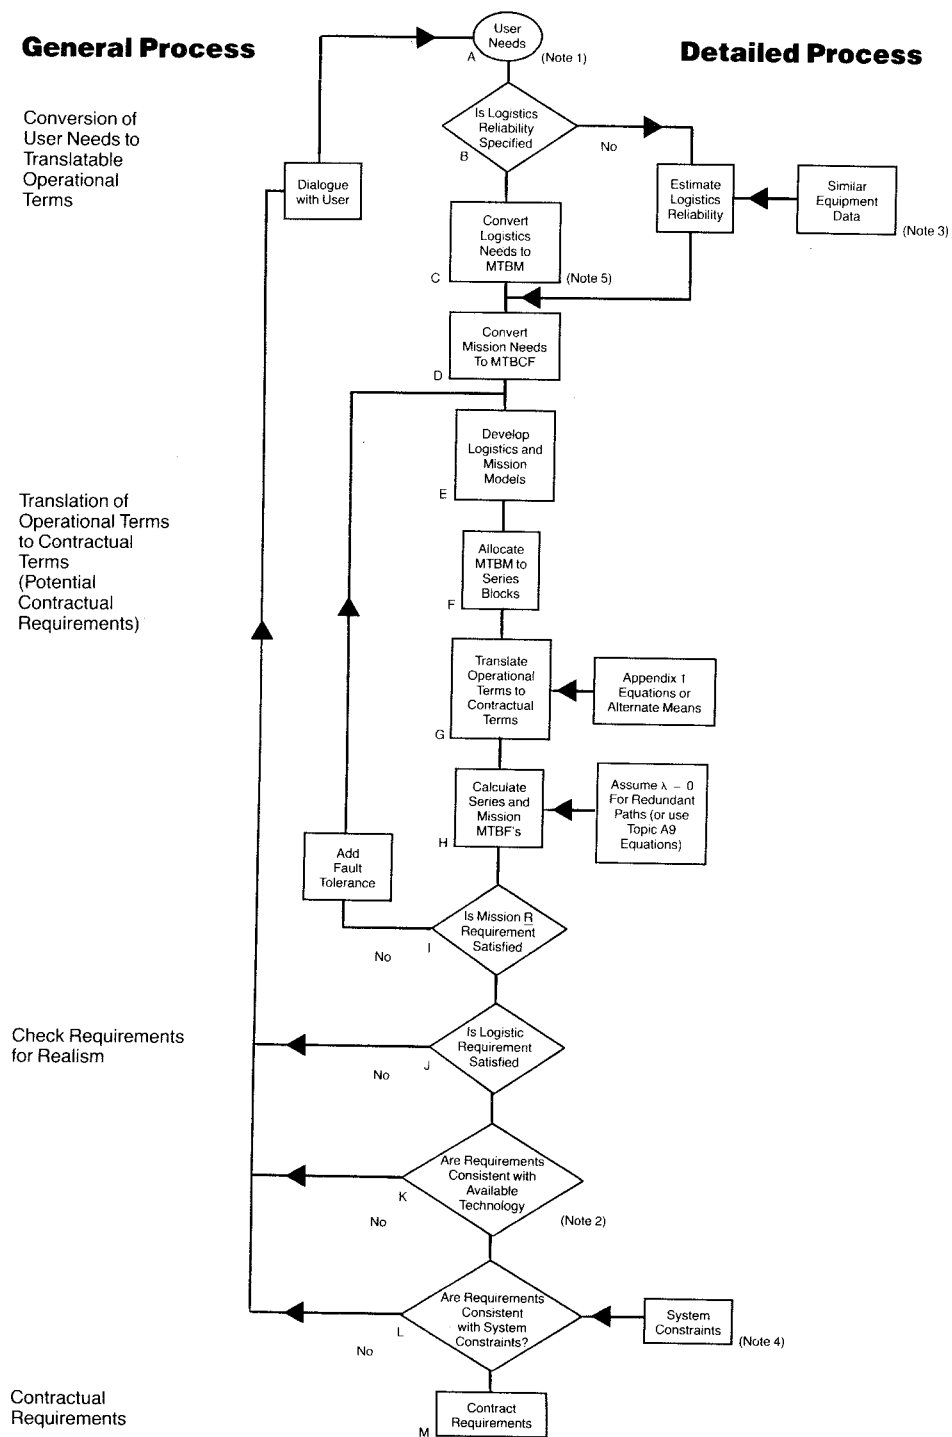 General Process
Detailed Process
User
Needs
A
(Note 1)
Conversion of
User Needs to
Translatable
Operational
Terms
Is Logistics
Reliability
Specified
B
No
Dialogue
with User
Estimate
Logistics
Reliability
Similar
Equipment
Data
(Note 3)
Convert
Logistics
Needs to
MTBM
C
(Note 5)
Convert
Mission Needs
To MTBCF
D
Develop
Logistics and
Mission
Models
E
Translation of
Operational Terms
to Contractual
Terms
(Potential
Contractual
Requirements)
Allocate
MTBM to
Series
Blocks
F
Translate
Operational
Terms to
Contractual
Terms
G
Appendix 1
Equations or
Alternate Means
Calculate
Series and
Mission
MTBF's
H
Assume λ – 0
For Redundant
Paths (or use
Topic A9
Equations)
Add
Fault
Tolerance
Is Mission R
Requirement
Satisfied
I
No
Check Requirements
for Realism
Is Logistic
Requirement
Satisfied
J
No
Are Requirements
Consistent with
Available
Technology
K
No
(Note 2)
Are Requirements
Consistent
with System
Constraints?
L
No
System
Constraints
(Note 4)
Contractual
Requirements
Contract
Requirements
M